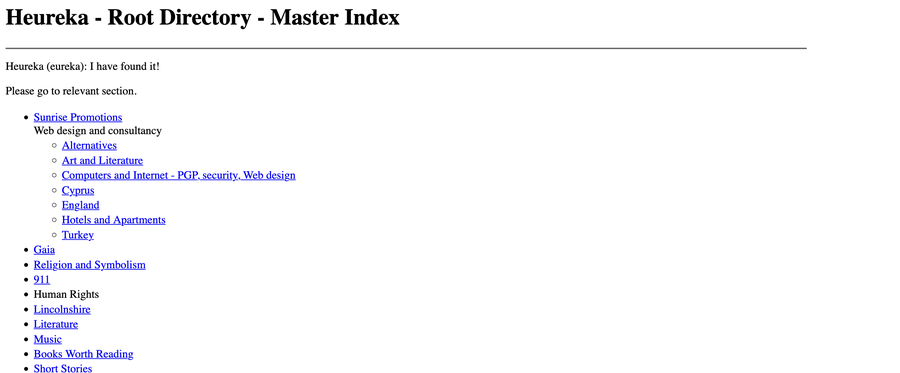 Heureka - Root Directory - Master Index
Heureka (eureka): I have found it!
Please go to relevant section.
Sunrise Promotions
Web design and consultancy
Alternatives
Art and Literature
Computers and Internet - PGP, security, Web design
Cyprus
England
Hotels and Apartments
Turkey
Gaia
Religion and Symbolism
911
Human Rights
Lincolnshire
Literature
Music
Books Worth Reading
Short Stories